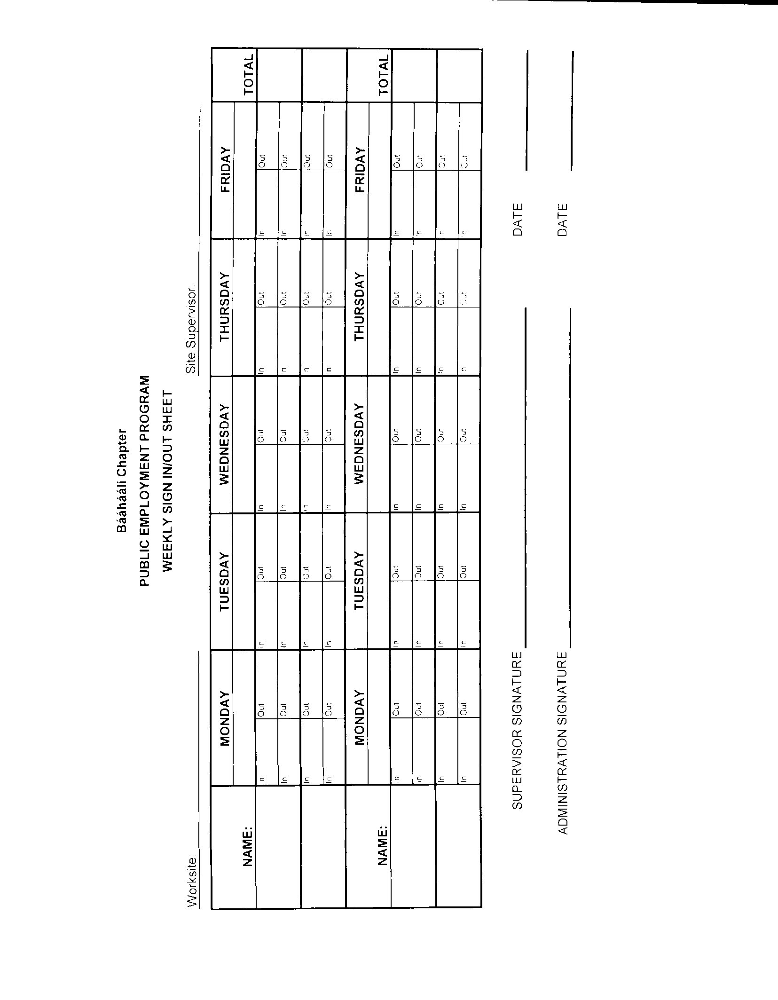 Bááháálí Chapter
PUBLIC EMPLOYMENT PROGRAM
WEEKLY SIGN IN/OUT SHEET
Worksite: Site Supervisor:
MONDAY TUESDAY WEDNESDAY THURSDAY FRIDAY
NAME: TOTAL
In Out In Out In Out In Out In Out
In Out In Out In Out In Out In Out
In Out In Out In Out In Out In Out
In Out In Out In Out In Out In Out
MONDAY TUESDAY WEDNESDAY THURSDAY FRIDAY
NAME: TOTAL
In Out In Out In Out In Out In Out
In Out In Out In Out In Out In Out
In Out In Out In Out In Out In Out
In Out In Out In Out In Out In Out
SUPERVISOR SIGNATURE DATE
ADMINISTRATION SIGNATURE DATE